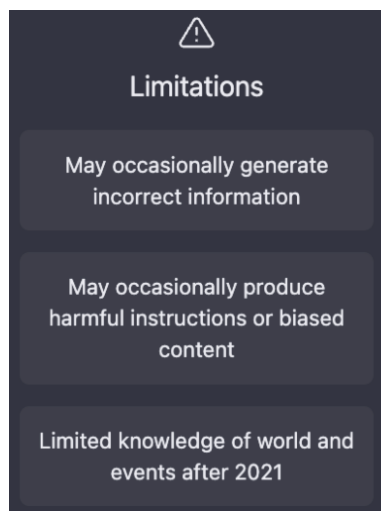 Limitations
May occasionally generate
incorrect information
May occasionally produce
harmful instructions or biased
content
Limited knowledge of world and
events after 2021